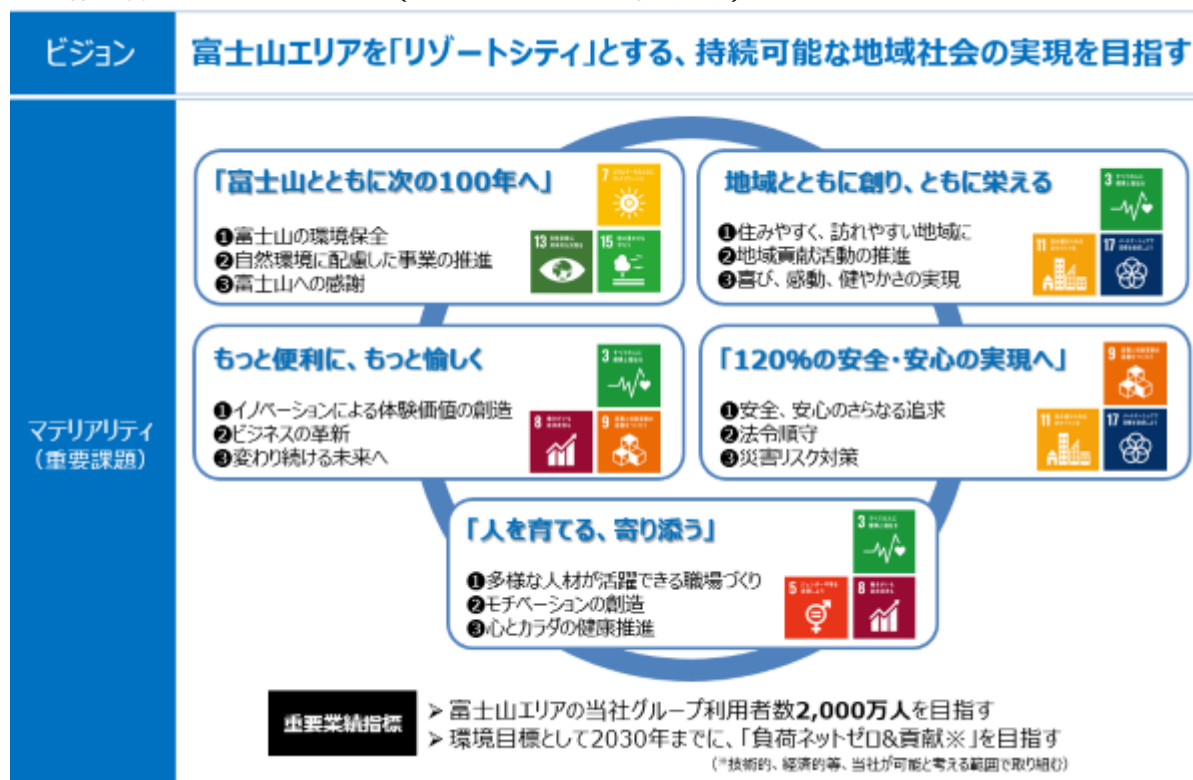 ビジョン
富士山エリアを「リゾートシティ」とする、持続可能な地域社会の実現を目指す
マテリアリティ
（重要課題）
「富士山とともに次の100年へ」
❶富士山の環境保全
❷自然環境に配慮した事業の推進
❸富士山への感謝
7
13
15
地域とともに創り、ともに栄える
❶住みやすく、訪れやすい地域に
❷地域貢献活動の推進
❸喜び、感動、健やかさの実現
3
11
17
もっと便利に、もっと愉しく
❶イノベーションによる体験価値の創造
❷ビジネスの革新
❸変わり続ける未来へ
3
8
9
「120%の安全・安心の実現へ」
❶安全、安心のさらなる追求
❷法令順守
❸災害リスク対策
9
11
17
「人を育てる、寄り添う」
❶多様な人材が活躍できる職場づくり
❷モチベーションの創造
❸心とカラダの健康推進
3
5
8
重要業績指標
➢ 富士山エリアの当社グループ利用者数2,000万人を目指す
➢ 環境目標として2030年までに、「負荷ネットゼロ&貢献※」を目指す
（*技術的、経済的等、当社が可能と考える範囲で取り組む）